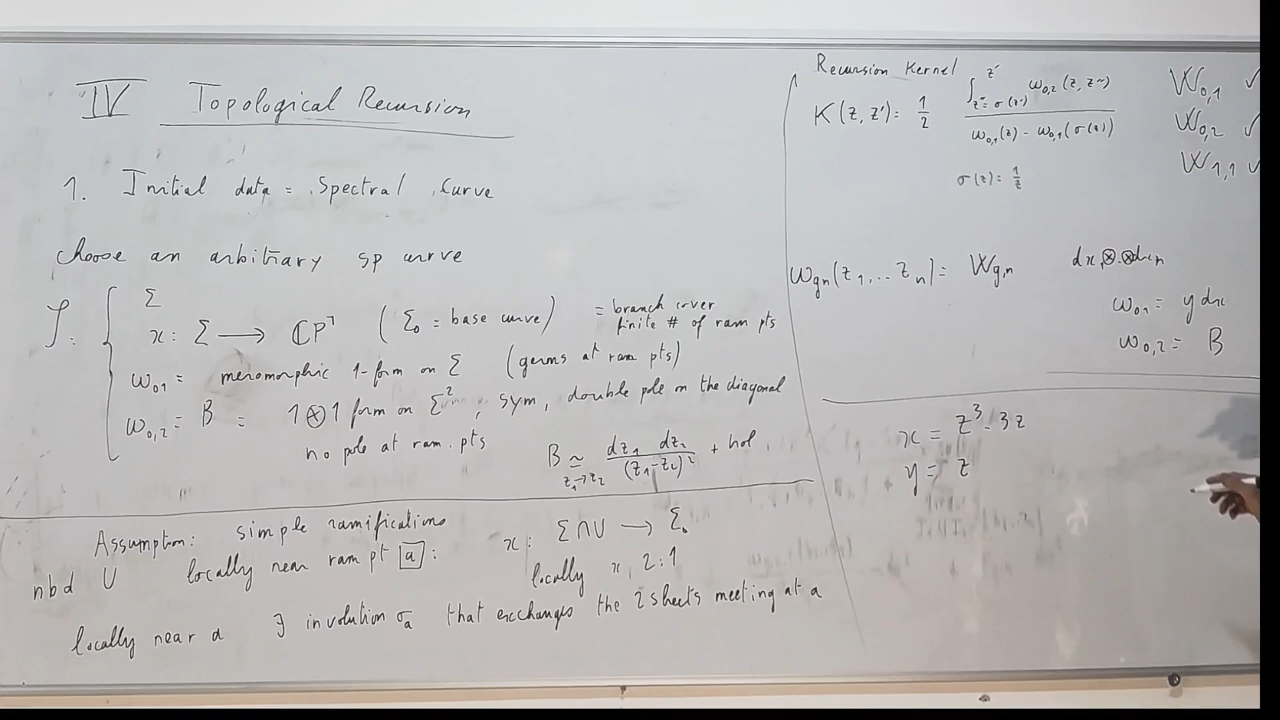 IV Topological Recursion
1. Initial data = Spectral Curve
choose an arbitrary sp curve
S: { Σ
x: Σ → CP¹ (Σ₀ = base curve) = branch cover finite # of ram pts
ω₀₁ = meromorphic 1-form on Σ (germs at ram pts)
ω₀,₂ = B = 1⊗1 form on Σ², sym, double pole on the diagonal
no pole at ram. pts B ≃_{z₁→z₂} dz₁ dz₂/(z₁-z₂)² + hol.
Assumption: simple ramifications
nbd U locally near ram pt a :
x: Σ∩U → Σ₀
locally x 2:1
locally near a ∃ involution σₐ that exchanges the 2 sheets meeting at a
Recursion Kernel
K(z, z') = 1/2 ∫_{z''=σ(z')}^{z'} ω₀,₂(z, z'') / (ω₀,₁(z) - ω₀,₁(σ(z)))
σ(z) = 1/z
W₀,₁ ✓
W₀,₂ ✓
W₁,₁ ✓
ω_{gn}(z₁,...zₙ) = W_{g,n} dx₁⊗..⊗dxₙ
ω₀₁ = ydx
ω₀,₂ = B
x = z³-3z
y = z